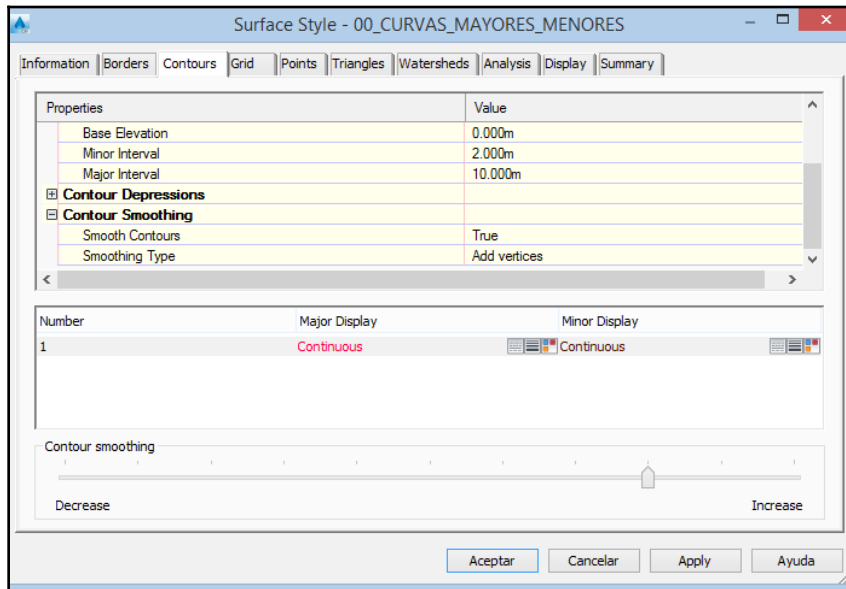 Surface Style - 00_CURVAS_MAYORES_MENORES
Information Borders Contours Grid Points Triangles Watersheds Analysis Display Summary
Properties Value
Base Elevation 0.000m
Minor Interval 2.000m
Major Interval 10.000m
Contour Depressions
Contour Smoothing
Smooth Contours True
Smoothing Type Add vertices
Number Major Display Minor Display
1 Continuous Continuous
Contour smoothing
Decrease Increase
Aceptar Cancelar Apply Ayuda